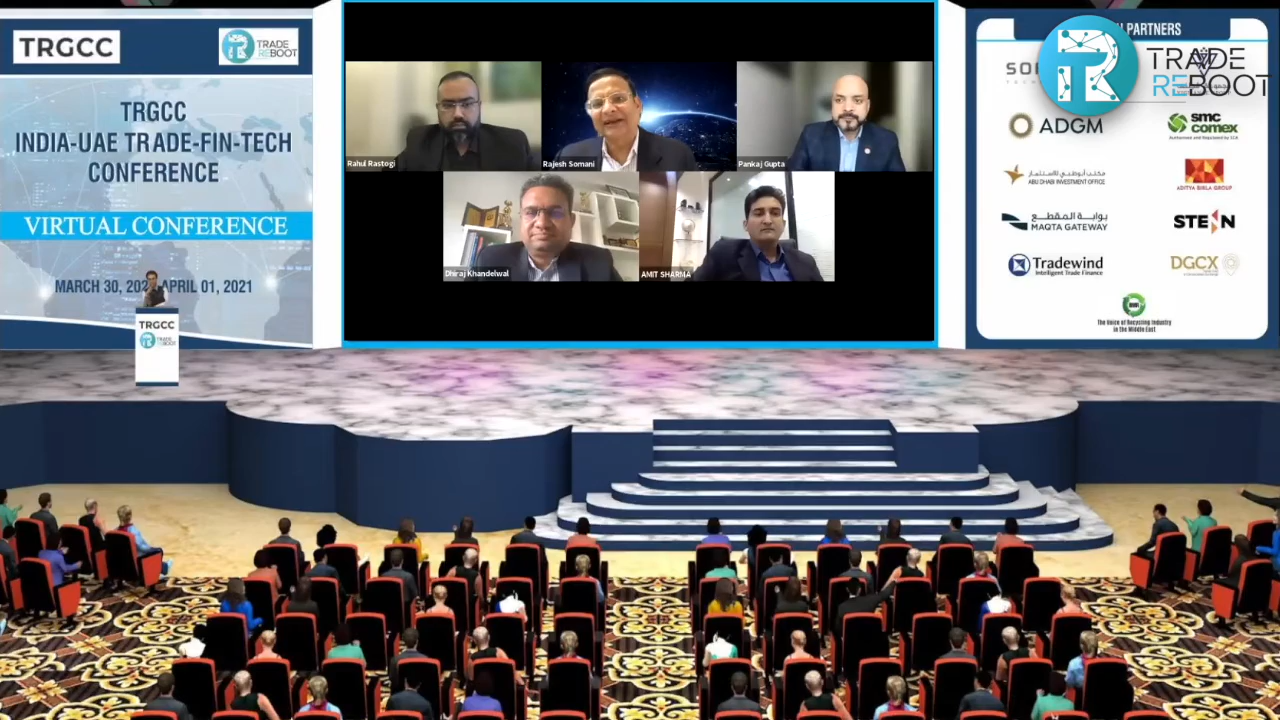 TRGCC
TRADE
REBOOT
TRGCC
INDIA-UAE TRADE-FIN-TECH
CONFERENCE
VIRTUAL CONFERENCE
MARCH 30, 202 APRIL 01, 2021
TRGCC
TRADE
REBOOT
Rahul Rastogi
Rajesh Somani
Pankaj Gupta
Dhiraj Khandelwal
AMIT SHARMA
PARTNERS
TRADE
REBOOT
ADGM
smc
comex
مكتب أبوظبي للاستثمار
ABU DHABI INVESTMENT OFFICE
ADITYA BIRLA GROUP
بوابة المقطع
MAQTA GATEWAY
STE N
Tradewind
Intelligent Trade Finance
DGCX
The Voice of Recycling Industry
in the Middle East